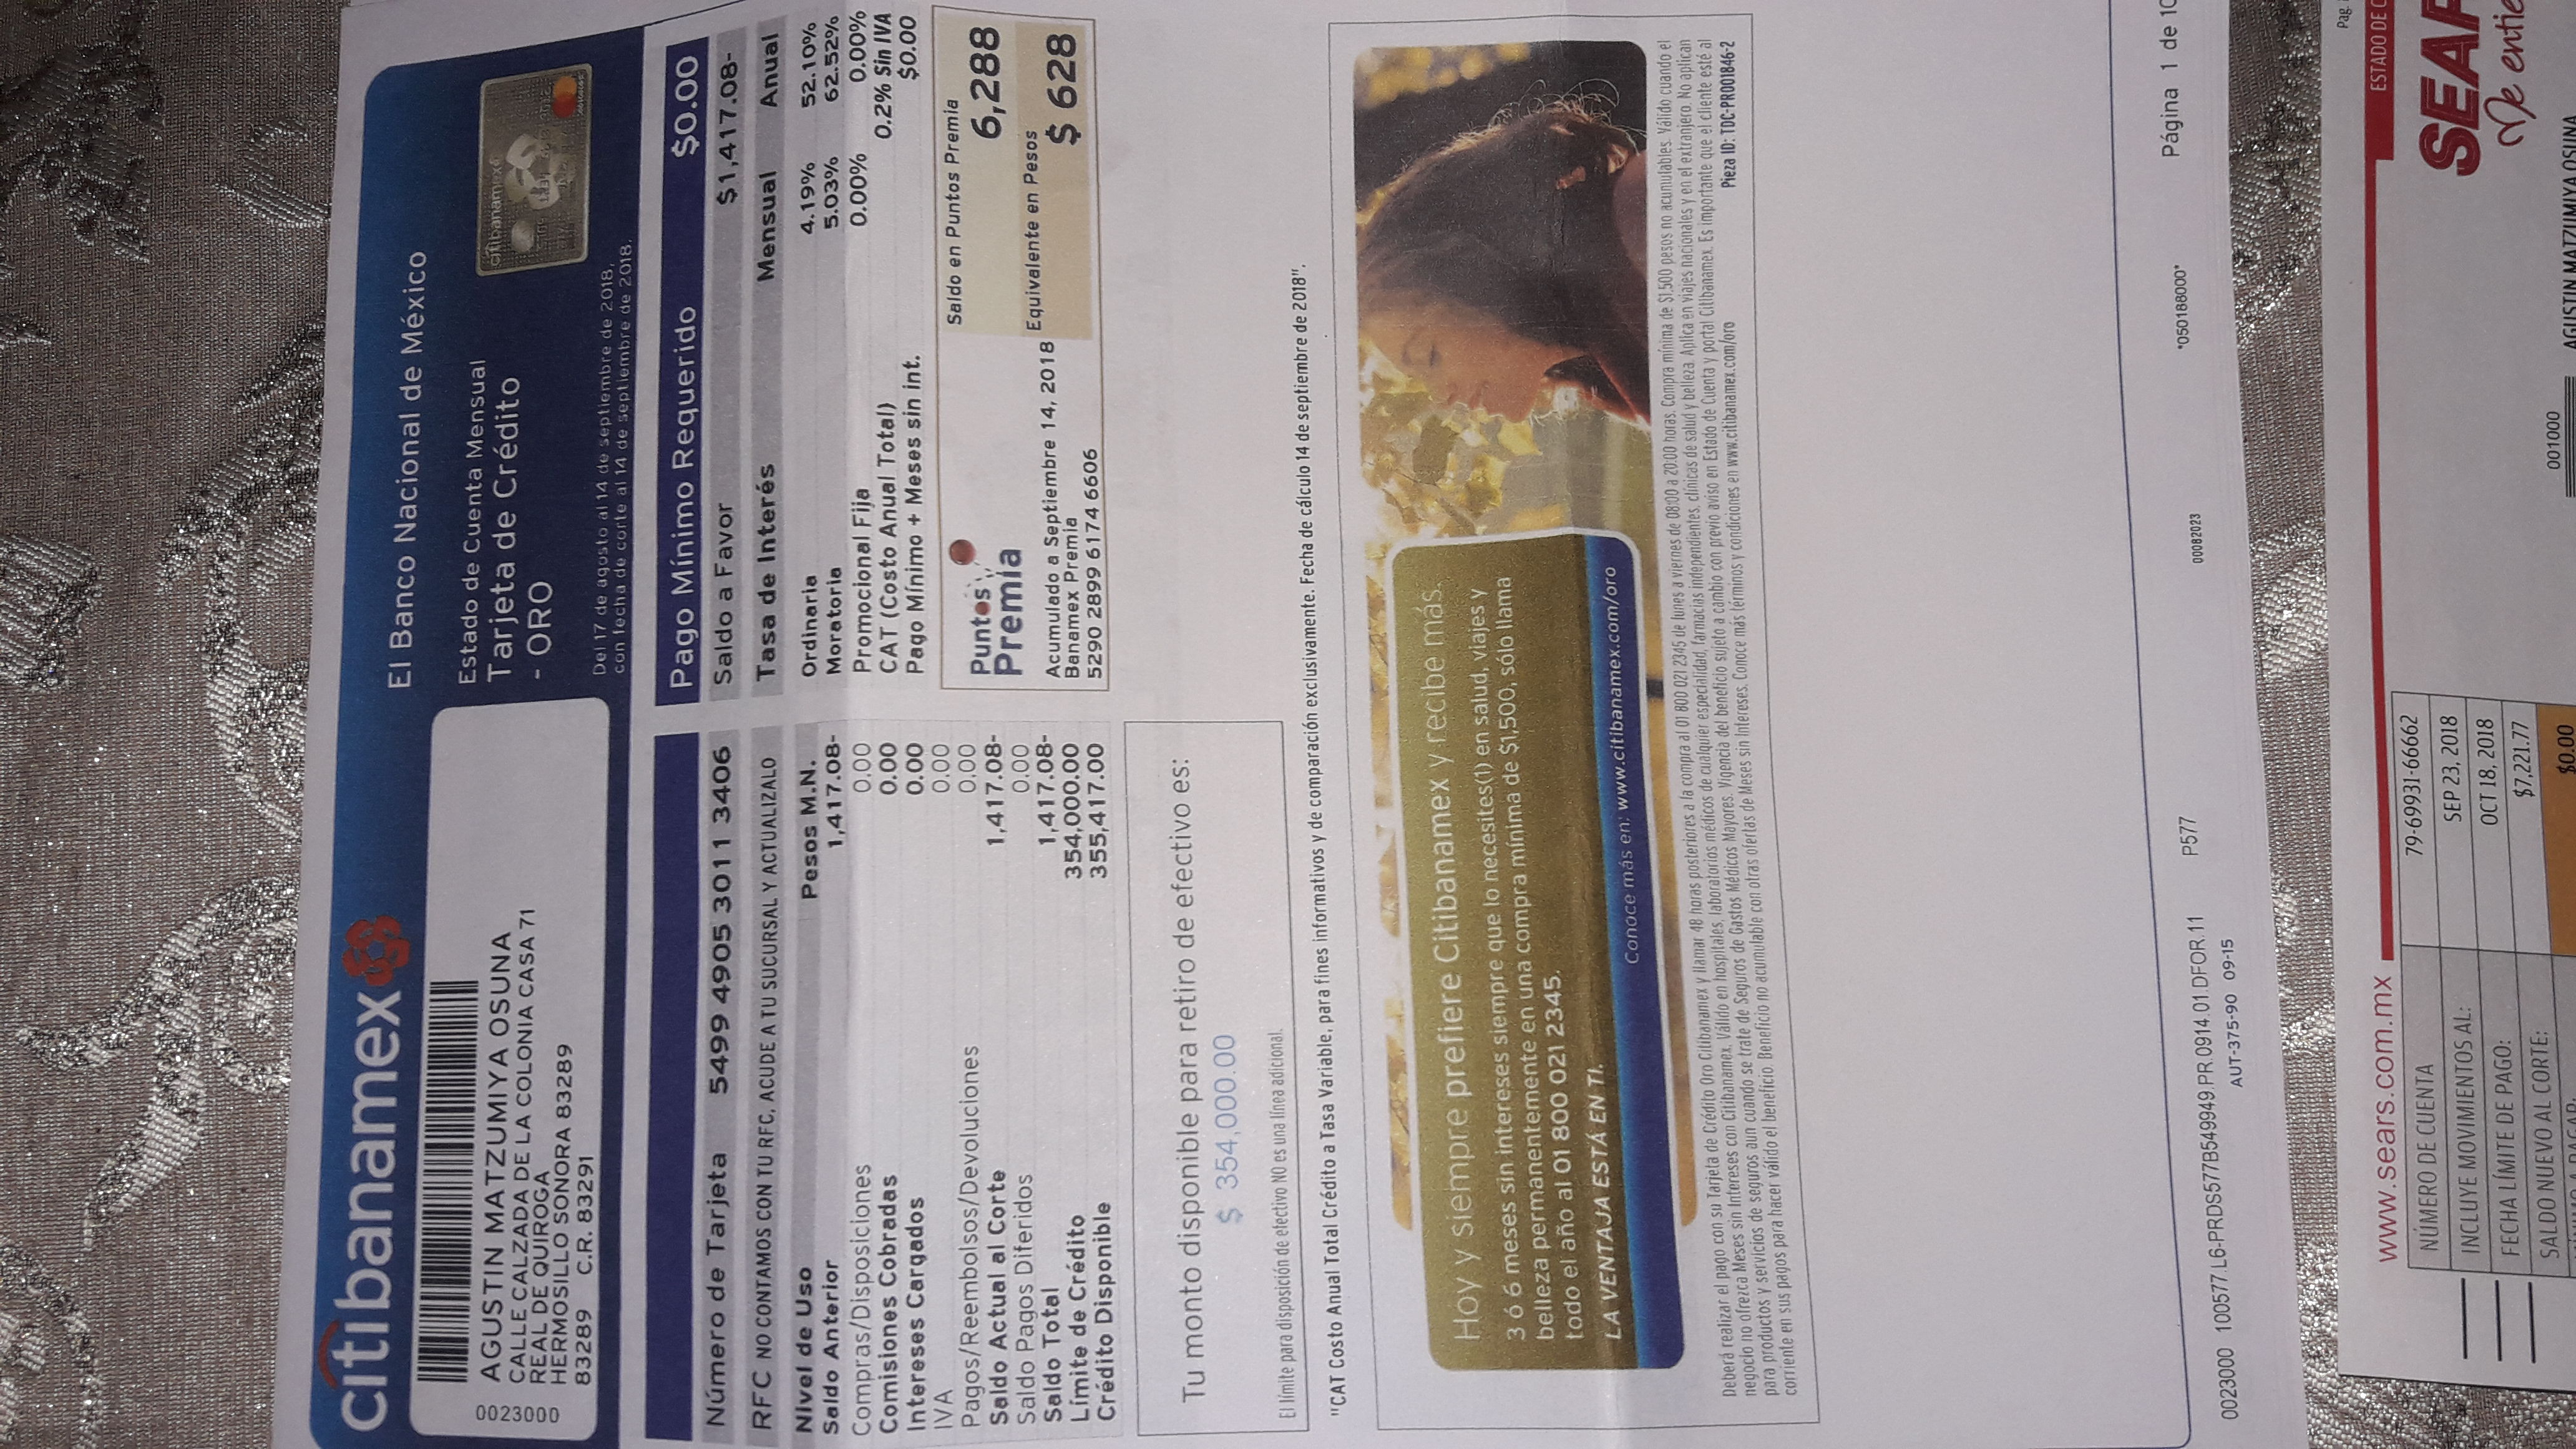 citibanamex
El Banco Nacional de México
0023000
AGUSTIN MATZUMIYA OSUNA
CALLE CALZADA DE LA COLONIA CASA 71
REAL DE QUIROGA
HERMOSILLO SONORA 83289
83289 C.R. 83291
Estado de Cuenta Mensual
Tarjeta de Crédito
- ORO
citibanamex
Del 17 de agosto al 14 de septiembre de 2018,
con fecha de corte al 14 de septiembre de 2018.
Número de Tarjeta 5499 4905 3011 3406
RFC NO CONTAMOS CON TU RFC, ACUDE A TU SUCURSAL Y ACTUALIZALO
Nivel de Uso Pesos M.N.
Saldo Anterior 1,417.08-
Compras/Disposiciones 0.00
Comisiones Cobradas 0.00
Intereses Cargados 0.00
IVA 0.00
Pagos/Reembolsos/Devoluciones 0.00
Saldo Actual al Corte 1,417.08-
Saldo Pagos Diferidos 0.00
Saldo Total 1,417.08-
Límite de Crédito 354,000.00
Crédito Disponible 355,417.00
Pago Mínimo Requerido $0.00
Saldo a Favor $1,417.08-
Tasa de Interés Mensual Anual
Ordinaria 4.19% 52.10%
Moratoria 5.03% 62.52%
Promocional Fija 0.00% 0.00%
CAT (Costo Anual Total) 0.2% Sin IVA
Pago Mínimo + Meses sin int. $0.00
Puntos
Premia
Acumulado a Septiembre 14, 2018
Banamex Premia
5290 2899 6174 6606
Saldo en Puntos Premia
6,288
Equivalente en Pesos
$ 628
Tu monto disponible para retiro de efectivo es:
$ 354,000.00
El límite para disposición de efectivo NO es una línea adicional.
"CAT Costo Anual Total Crédito a Tasa Variable, para fines informativos y de comparación exclusivamente. Fecha de cálculo 14 de septiembre de 2018".
Hoy y siempre prefiere Citibanamex y recibe más.
3 ó 6 meses sin intereses siempre que lo necesites(1) en salud, viajes y
belleza permanentemente en una compra mínima de $1,500, sólo llama
todo el año al 01 800 021 2345.
LA VENTAJA ESTÁ EN TI.
Conoce más en: www.citibanamex.com/oro
Deberá realizar el pago con su Tarjeta de Crédito Oro Citibanamex y llamar 48 horas posteriores a la compra al 01 800 021 2345 de lunes a viernes de 08:00 a 20:00 horas. Compra mínima de $1,500 pesos no acumulables. Válido cuando el
negocio no ofrezca Meses sin Intereses con Citibanamex. Válido en hospitales, laboratorios médicos de cualquier especialidad, farmacias independientes, clínicas de salud y belleza. Aplica en viajes nacionales y en el extranjero. No aplican
para productos y servicios de seguros aun cuando se trate de Seguros de Gastos Médicos Mayores. Vigencia del beneficio sujeto a cambio con previo aviso en Estado de Cuenta y portal Citibanamex. Es importante que el cliente esté al
corriente en sus pagos para hacer válido el beneficio. Beneficio no acumulable con otras ofertas de Meses sin Intereses. Conoce más términos y condiciones en www.citibanamex.com/oro Pieza ID: TDC-PR001846-2
0023000 100577.L6-PRDS577B549949.PR.0914.01.DFOR.11 P577 00082023 *050188000* Página 1 de 10
AUT-375-90 09-15
Pag.
www.sears.com.mx
ESTADO DE C
NÚMERO DE CUENTA 79-69931-66662
INCLUYE MOVIMIENTOS AL: SEP 23, 2018
FECHA LÍMITE DE PAGO: OCT 18, 2018
SALDO NUEVO AL CORTE: $7,221.77
MÍNIMO A PAGAR: $0.00
SEAR
Me entie
001000
AGUSTIN MATZUMIYA OSUNA